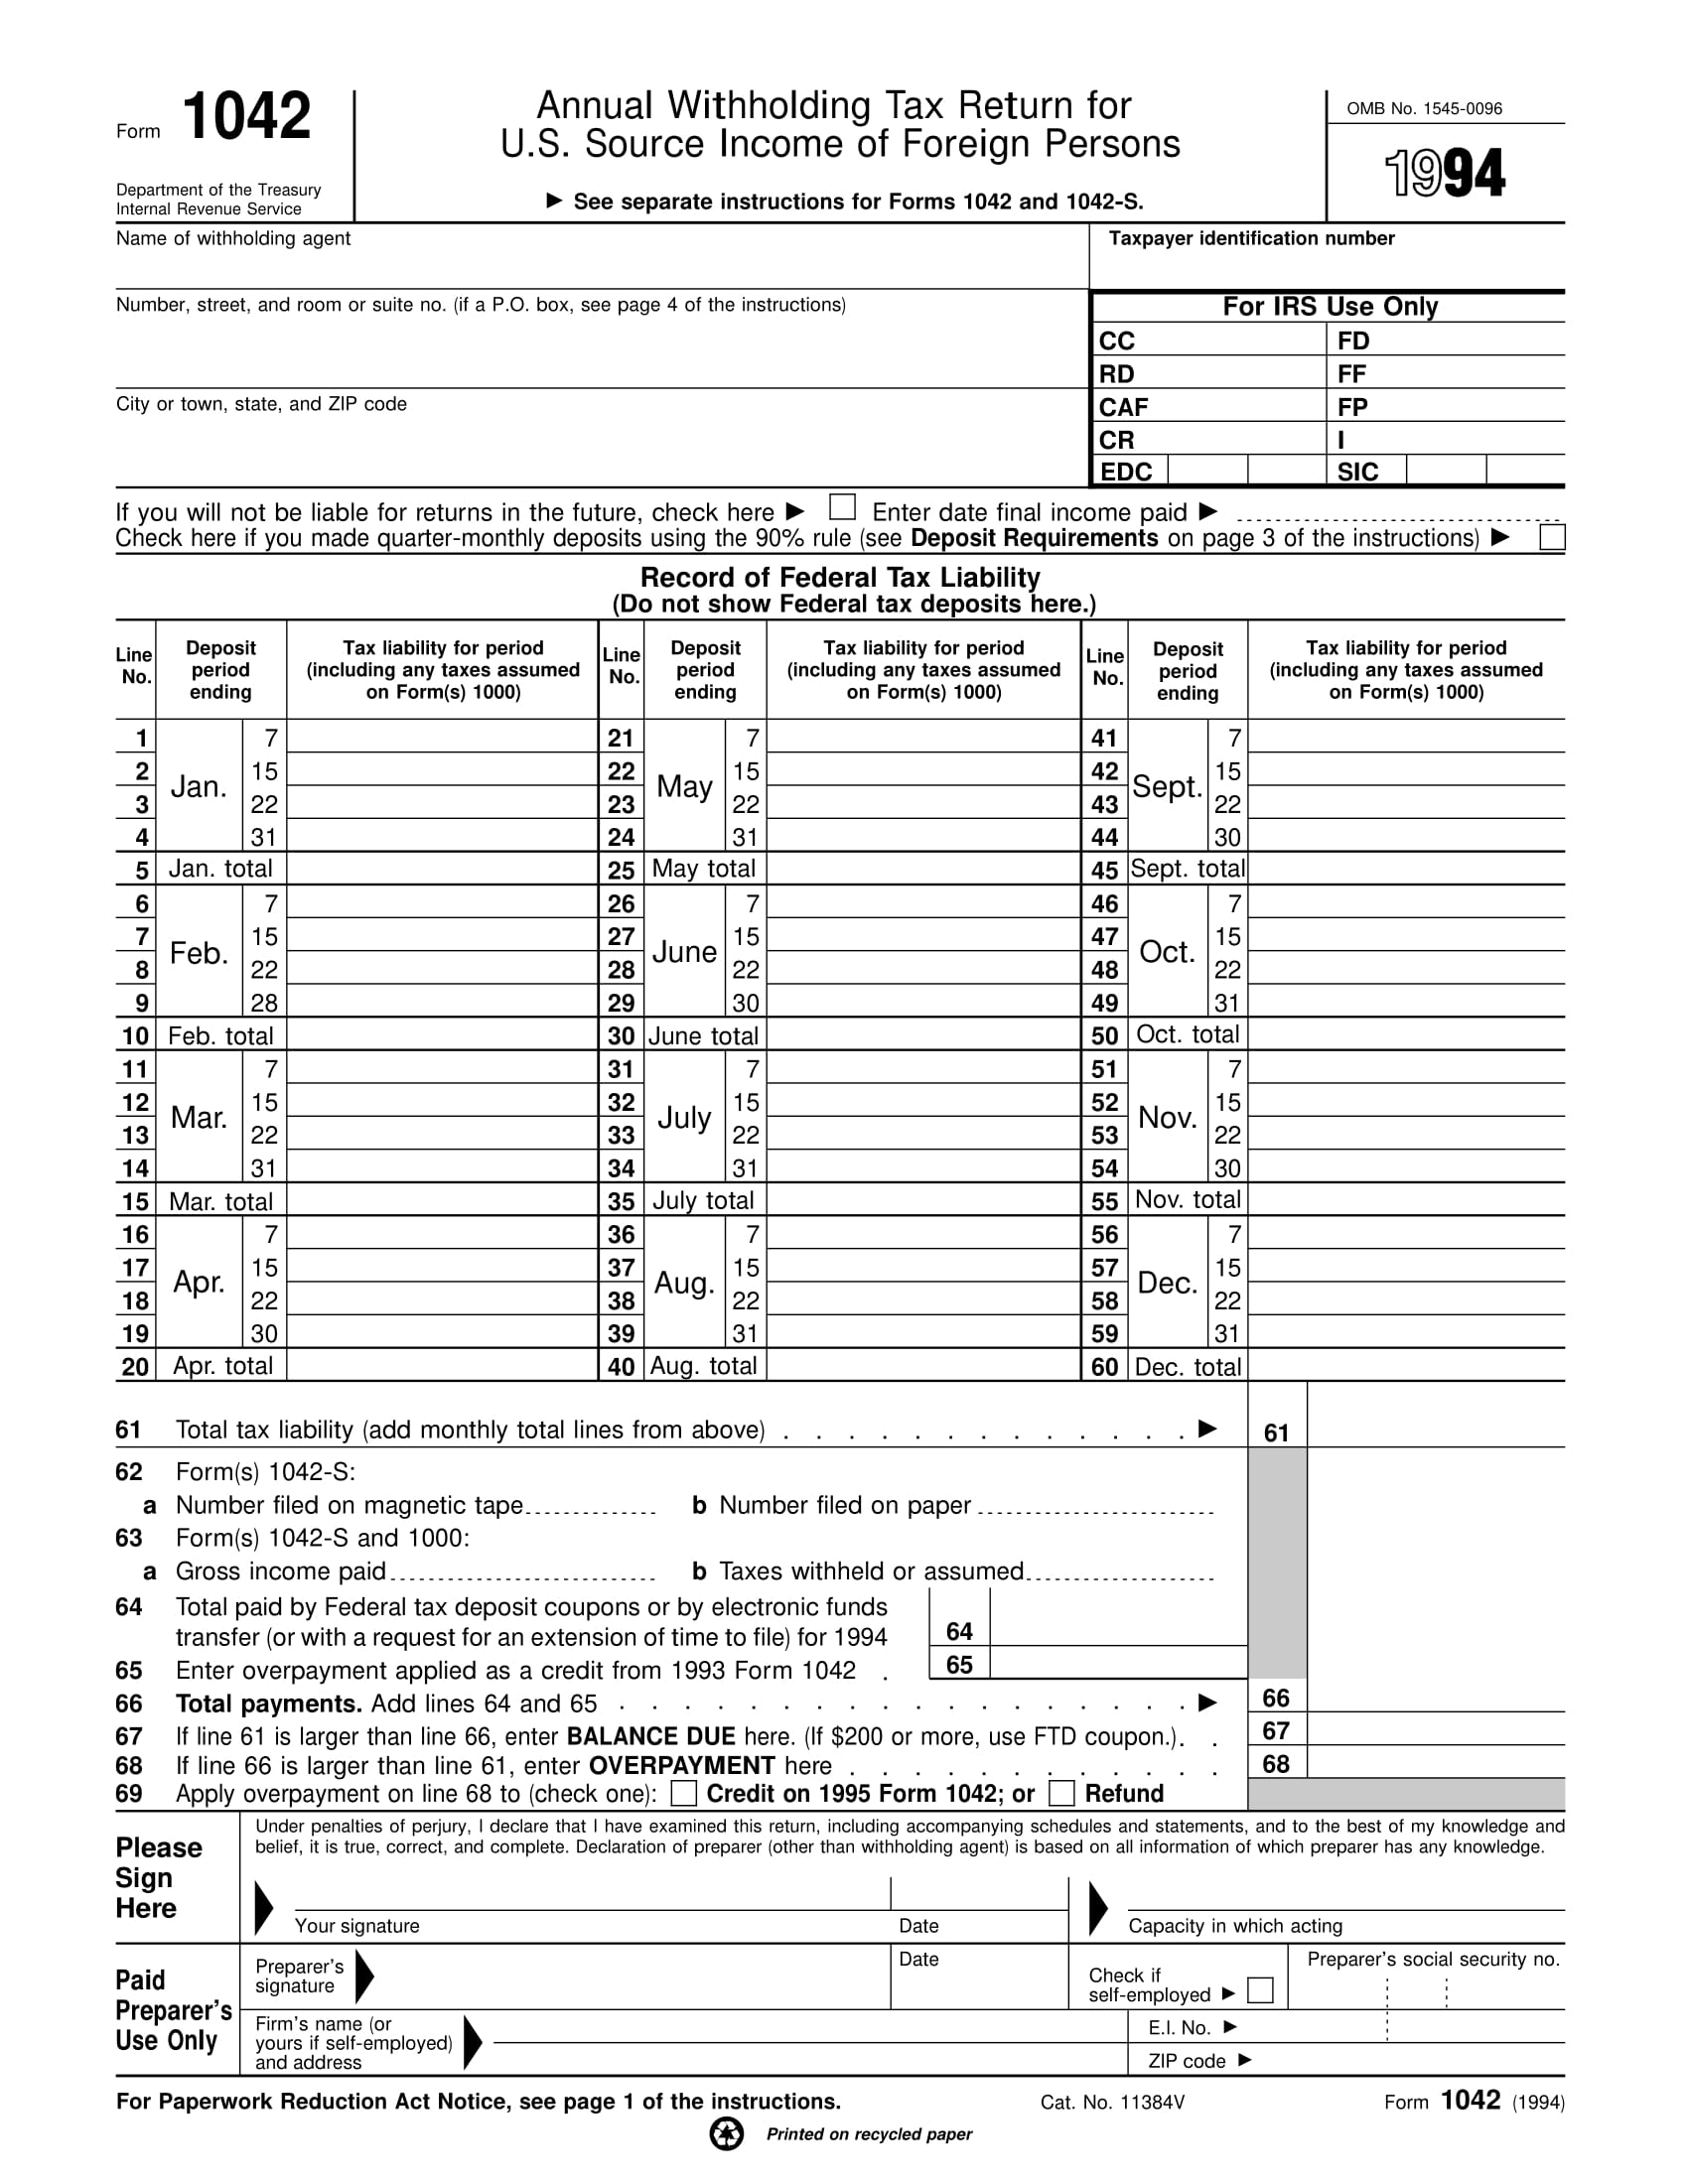 Form 1042
Department of the Treasury
Internal Revenue Service
Annual Withholding Tax Return for
U.S. Source Income of Foreign Persons
► See separate instructions for Forms 1042 and 1042-S.
OMB No. 1545-0096
1994
Name of withholding agent
Taxpayer identification number
Number, street, and room or suite no. (if a P.O. box, see page 4 of the instructions)
City or town, state, and ZIP code
For IRS Use Only
CC FD
RD FF
CAF FP
CR I
EDC SIC
If you will not be liable for returns in the future, check here ► Enter date final income paid ►
Check here if you made quarter-monthly deposits using the 90% rule (see Deposit Requirements on page 3 of the instructions) ►
Record of Federal Tax Liability
(Do not show Federal tax deposits here.)
Line No. Deposit period ending Tax liability for period (including any taxes assumed on Form(s) 1000) Line No. Deposit period ending Tax liability for period (including any taxes assumed on Form(s) 1000) Line No. Deposit period ending Tax liability for period (including any taxes assumed on Form(s) 1000)
1 7 21 7 41 7
2 Jan. 15 22 May 15 42 Sept. 15
3 22 23 22 43 22
4 31 24 31 44 30
5 Jan. total 25 May total 45 Sept. total
6 7 26 7 46 7
7 Feb. 15 27 June 15 47 Oct. 15
8 22 28 22 48 22
9 28 29 30 49 31
10 Feb. total 30 June total 50 Oct. total
11 7 31 7 51 7
12 Mar. 15 32 July 15 52 Nov. 15
13 22 33 22 53 22
14 31 34 31 54 30
15 Mar. total 35 July total 55 Nov. total
16 7 36 7 56 7
17 Apr. 15 37 Aug. 15 57 Dec. 15
18 22 38 22 58 22
19 30 39 31 59 31
20 Apr. total 40 Aug. total 60 Dec. total
61 Total tax liability (add monthly total lines from above) . . . . . . . . . . . . . ► 61
62 Form(s) 1042-S:
a Number filed on magnetic tape b Number filed on paper
63 Form(s) 1042-S and 1000:
a Gross income paid b Taxes withheld or assumed
64 Total paid by Federal tax deposit coupons or by electronic funds
transfer (or with a request for an extension of time to file) for 1994 64
65 Enter overpayment applied as a credit from 1993 Form 1042 . 65
66 Total payments. Add lines 64 and 65 . . . . . . . . . . . . . . . . . . ► 66
67 If line 61 is larger than line 66, enter BALANCE DUE here. (If $200 or more, use FTD coupon.). . 67
68 If line 66 is larger than line 61, enter OVERPAYMENT here . . . . . . . . . . . . 68
69 Apply overpayment on line 68 to (check one): Credit on 1995 Form 1042; or Refund
Please
Sign
Here
Under penalties of perjury, I declare that I have examined this return, including accompanying schedules and statements, and to the best of my knowledge and
belief, it is true, correct, and complete. Declaration of preparer (other than withholding agent) is based on all information of which preparer has any knowledge.
Your signature Date Capacity in which acting
Paid
Preparer's
Use Only
Preparer's
signature
Date
Check if
self-employed ►
Preparer's social security no.
Firm's name (or
yours if self-employed)
and address
E.I. No. ►
ZIP code ►
For Paperwork Reduction Act Notice, see page 1 of the instructions. Cat. No. 11384V Form 1042 (1994)
Printed on recycled paper